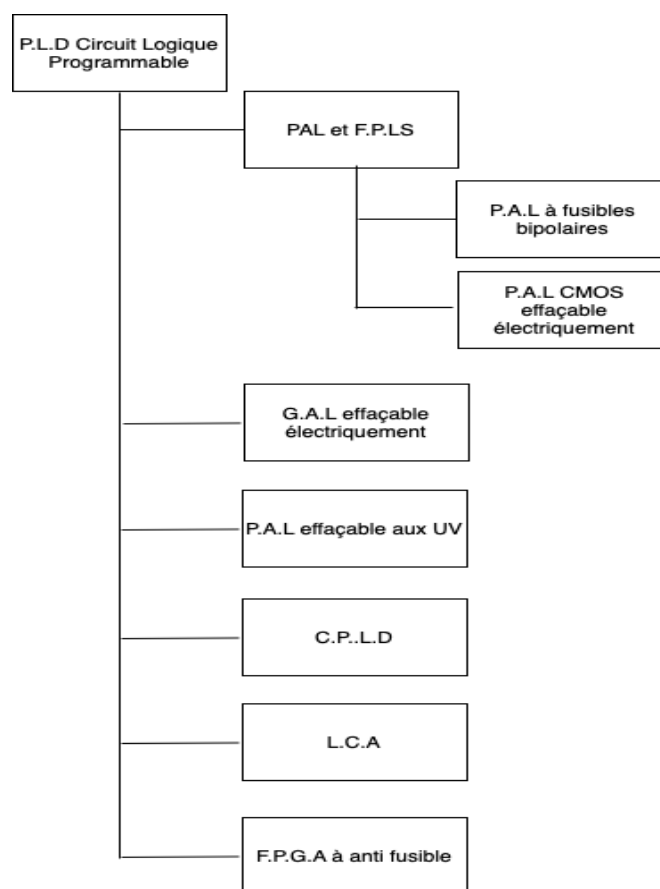 P.L.D Circuit Logique
Programmable
PAL et F.P.LS
P.A.L à fusibles
bipolaires
P.A.L CMOS
effaçable
électriquement
G.A.L effaçable
électriquement
P.A.L effaçable aux UV
C.P..L.D
L.C.A
F.P.G.A à anti fusible